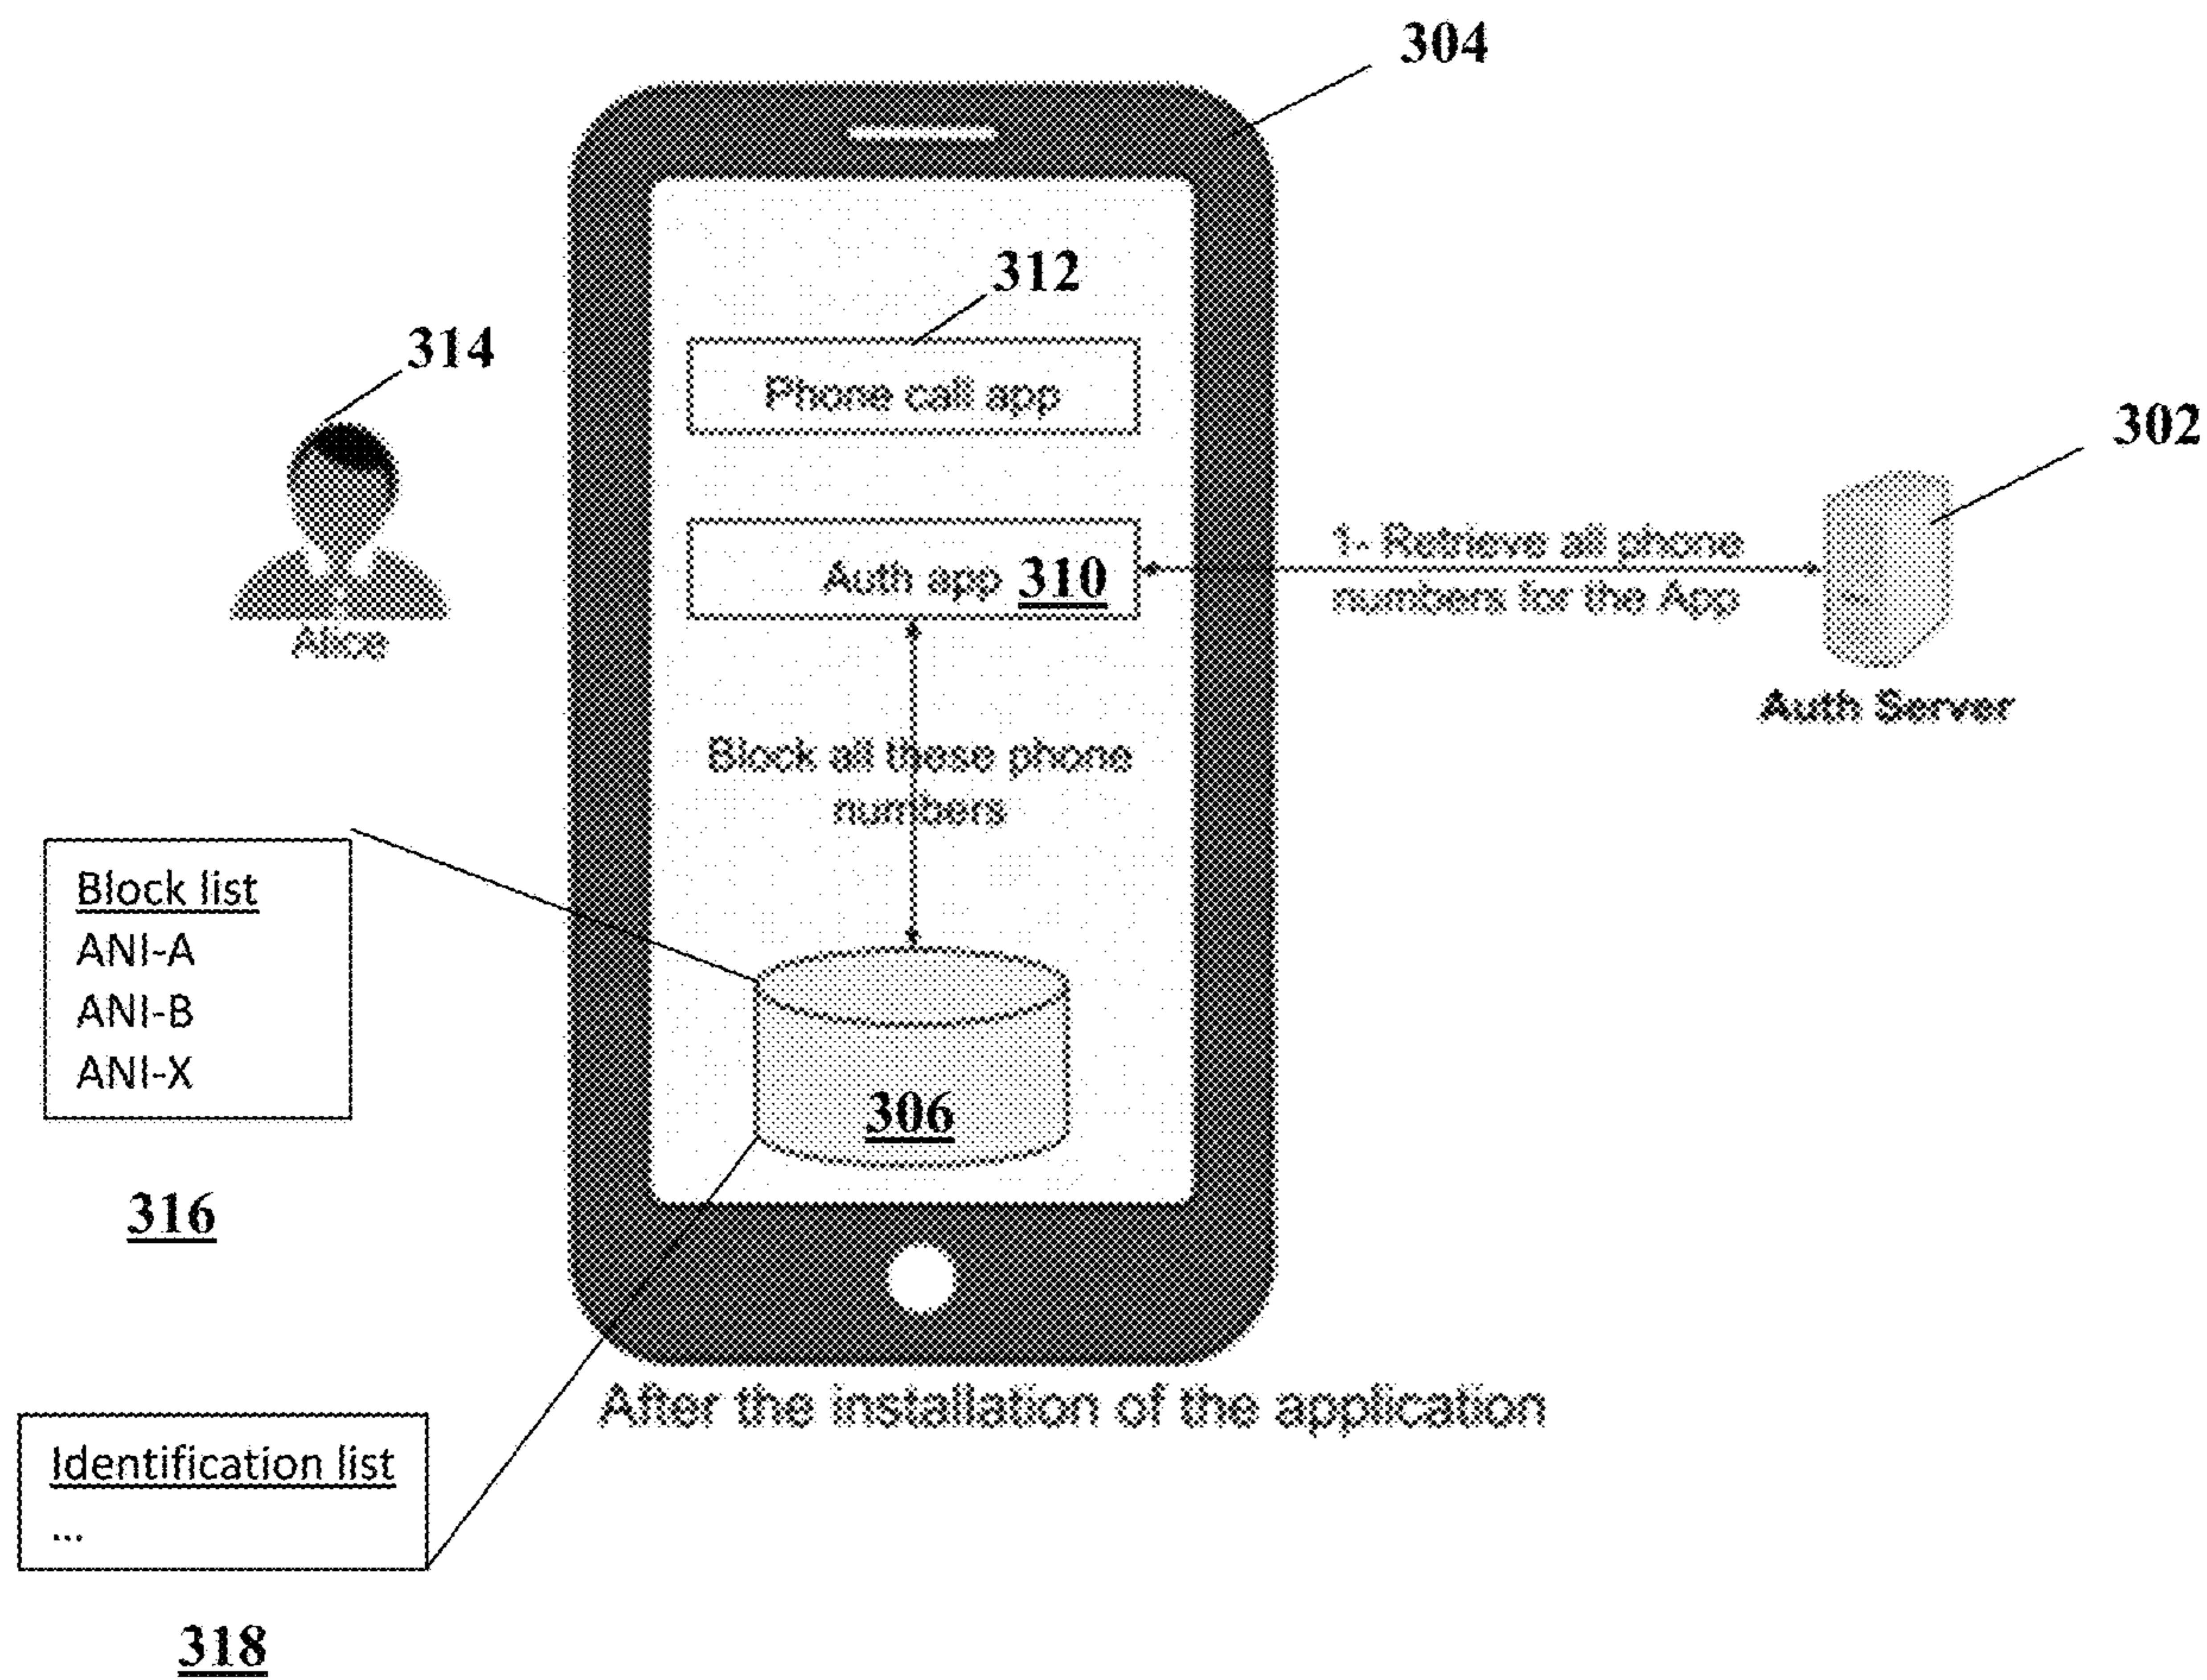 304
312
Phone call app
314
Alice
302
Auth app 310
1- Retrieve all phone
numbers for the App
Auth Server
Block all these phone
numbers
Block list
ANI-A
ANI-B
ANI-X
306
316
After the installation of the application
Identification list
...
318